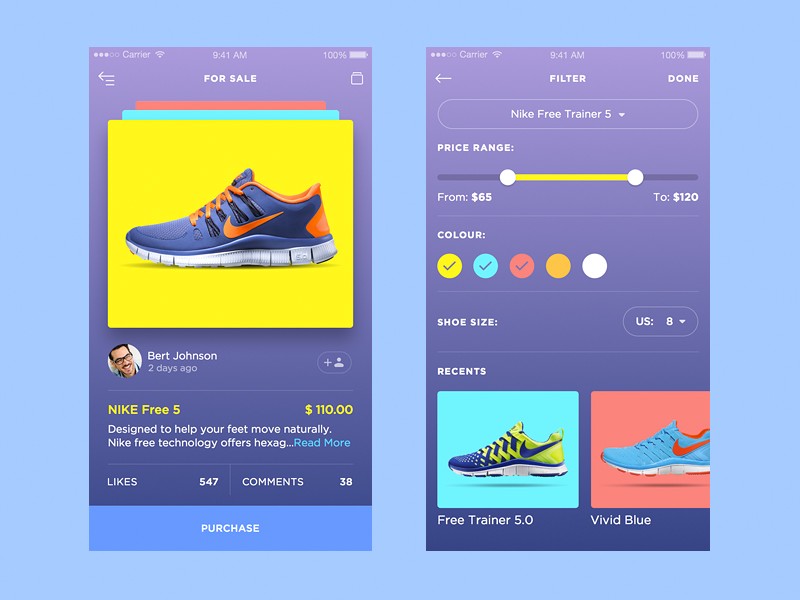 Carrier 9:41 AM 100%
FOR SALE
Bert Johnson
2 days ago
NIKE Free 5 $ 110.00
Designed to help your feet move naturally.
Nike free technology offers hexag...Read More
LIKES 547 COMMENTS 38
PURCHASE
Carrier 9:41 AM 100%
FILTER DONE
Nike Free Trainer 5
PRICE RANGE:
From: $65 To: $120
COLOUR:
SHOE SIZE: US: 8
RECENTS
Free Trainer 5.0 Vivid Blue